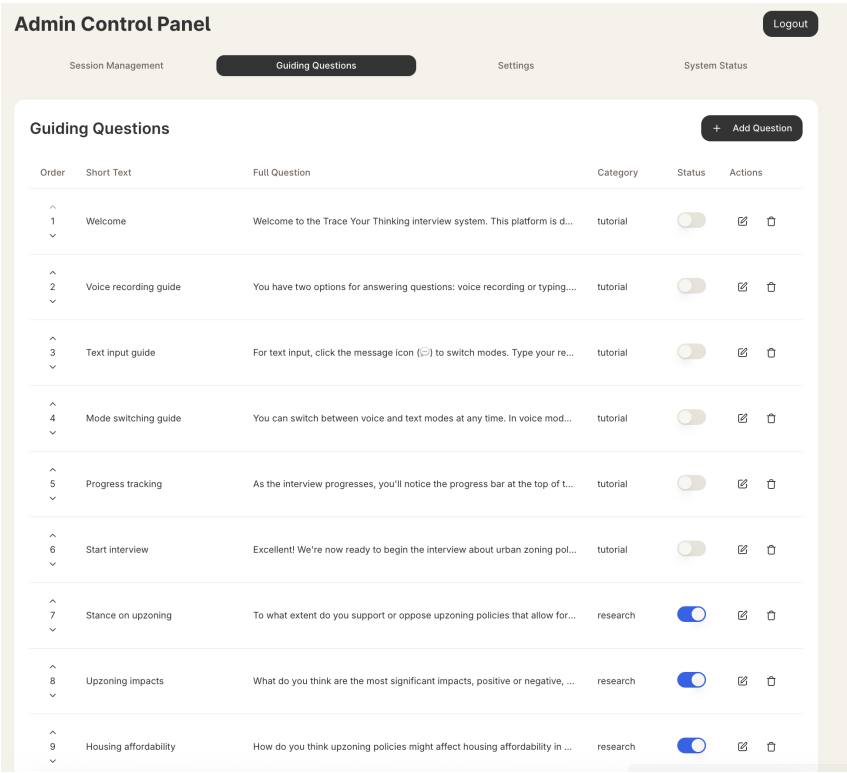 Admin Control Panel
Logout
Session Management Guiding Questions Settings System Status
Guiding Questions
+ Add Question
Order Short Text Full Question Category Status Actions
1 Welcome Welcome to the Trace Your Thinking interview system. This platform is d... tutorial
2 Voice recording guide You have two options for answering questions: voice recording or typing.... tutorial
3 Text input guide For text input, click the message icon (💬) to switch modes. Type your re... tutorial
4 Mode switching guide You can switch between voice and text modes at any time. In voice mod... tutorial
5 Progress tracking As the interview progresses, you'll notice the progress bar at the top of t... tutorial
6 Start interview Excellent! We're now ready to begin the interview about urban zoning pol... tutorial
7 Stance on upzoning To what extent do you support or oppose upzoning policies that allow for... research
8 Upzoning impacts What do you think are the most significant impacts, positive or negative, ... research
9 Housing affordability How do you think upzoning policies might affect housing affordability in ... research